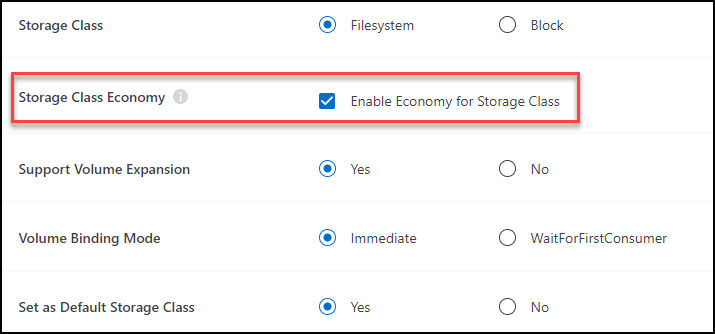 Storage Class Filesystem Block
Storage Class Economy i Enable Economy for Storage Class
Support Volume Expansion Yes No
Volume Binding Mode Immediate WaitForFirstConsumer
Set as Default Storage Class Yes No